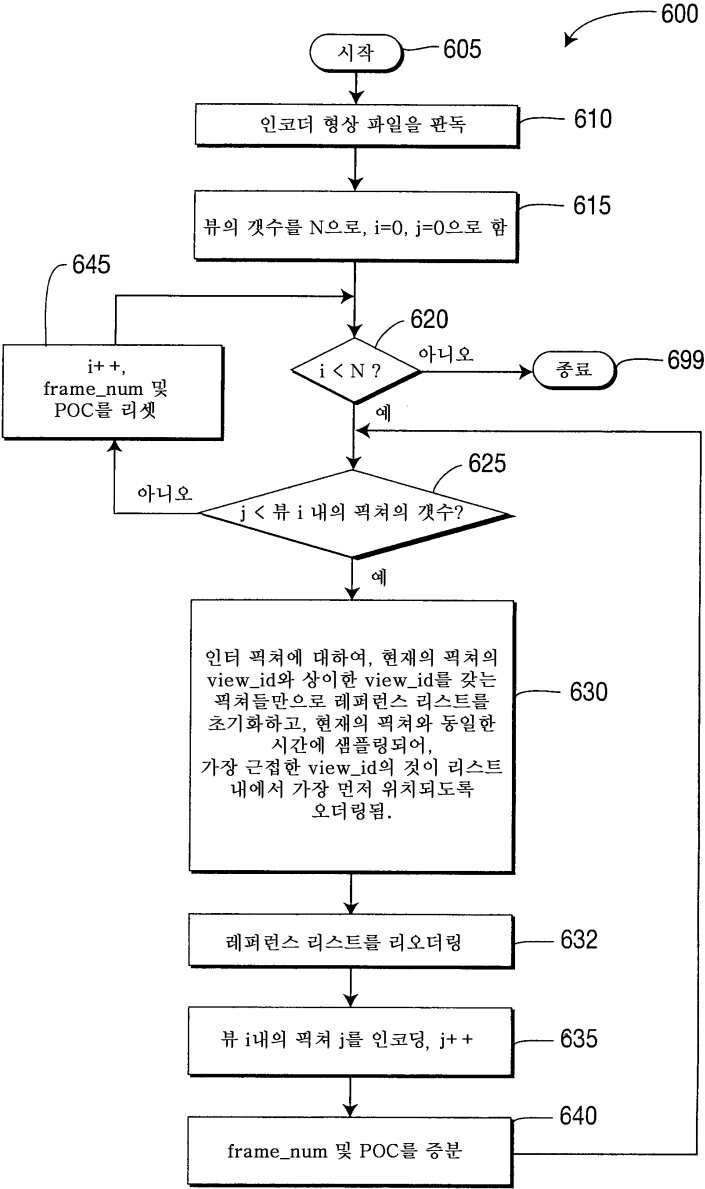 600
시작
605
인코더 형상 파일을 판독
610
뷰의 갯수를 N으로, i=0, j=0으로 함
615
645
i++,
frame_num 및
POC를 리셋
620
i < N ?
아니오
종료
699
예
625
아니오
j < 뷰 i 내의 픽쳐의 갯수?
예
인터 픽쳐에 대하여, 현재의 픽쳐의
view_id와 상이한 view_id를 갖는
픽쳐들만으로 레퍼런스 리스트를
초기화하고, 현재의 픽쳐와 동일한
시간에 샘플링되어,
가장 근접한 view_id의 것이 리스트
내에서 가장 먼저 위치되도록
오더링됨.
630
레퍼런스 리스트를 리오더링
632
뷰 i내의 픽쳐 j를 인코딩, j++
635
640
frame_num 및 POC를 증분